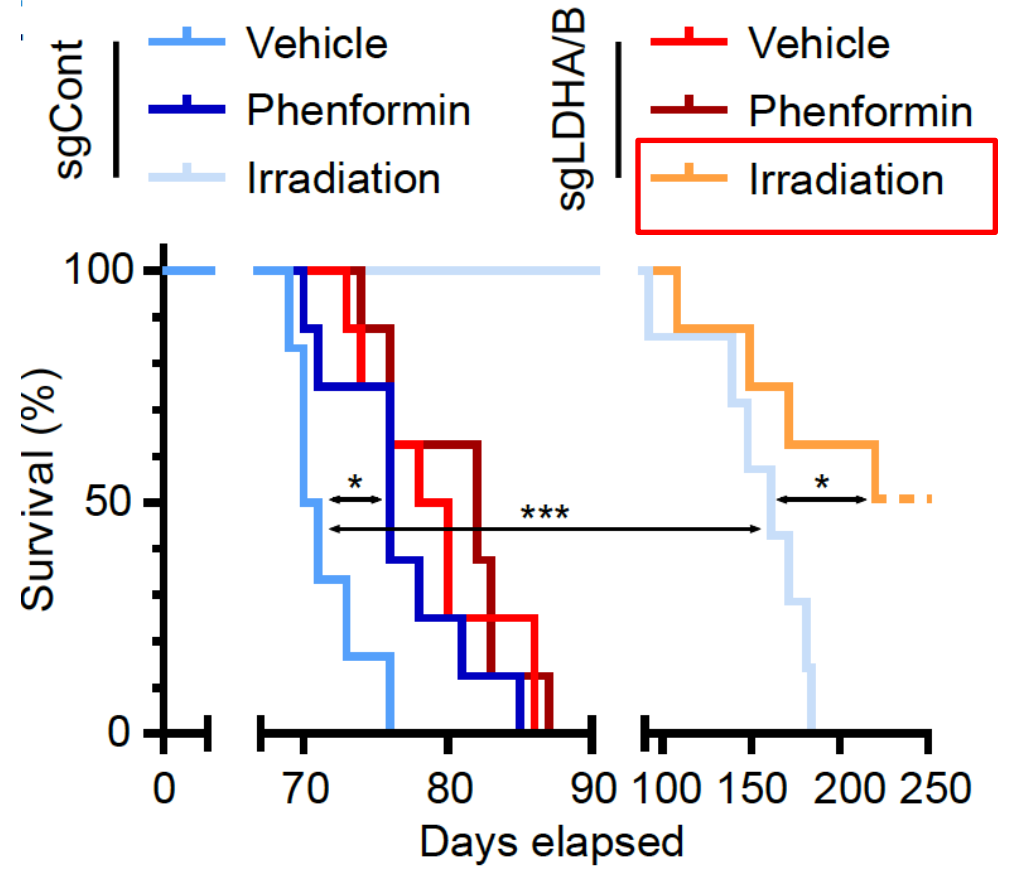 sgCont
Vehicle
Phenformin
Irradiation
sgLDHA/B
Vehicle
Phenformin
Irradiation
Survival (%)
100
50
0
*
***
*
0 70 80 90 100 150 200 250
Days elapsed